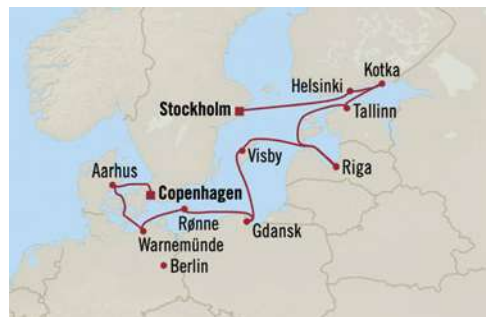 Kotka
Helsinki
Stockholm
Tallinn
Visby
Aarhus
Riga
Copenhagen
Rønne
Gdansk
Warnemünde
Berlin